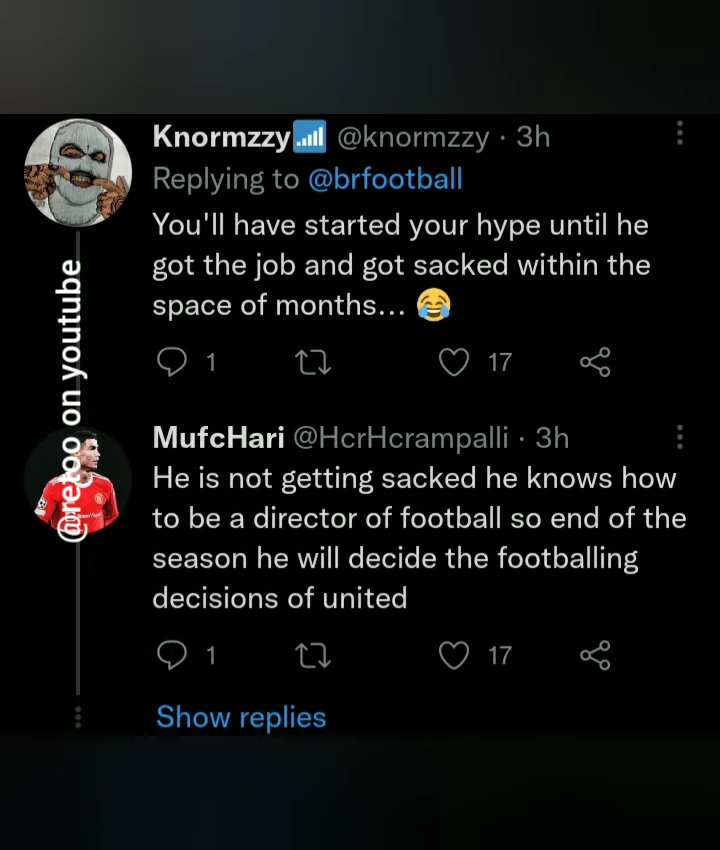 Knormzzy📶 @knormzzy · 3h
Replying to @brfootball
You'll have started your hype until he
got the job and got sacked within the
space of months... 😂
1 17
MufcHari @HcrHcrampalli · 3h
He is not getting sacked he knows how
to be a director of football so end of the
season he will decide the footballing
decisions of united
1 17
Show replies
@retoo on youtube